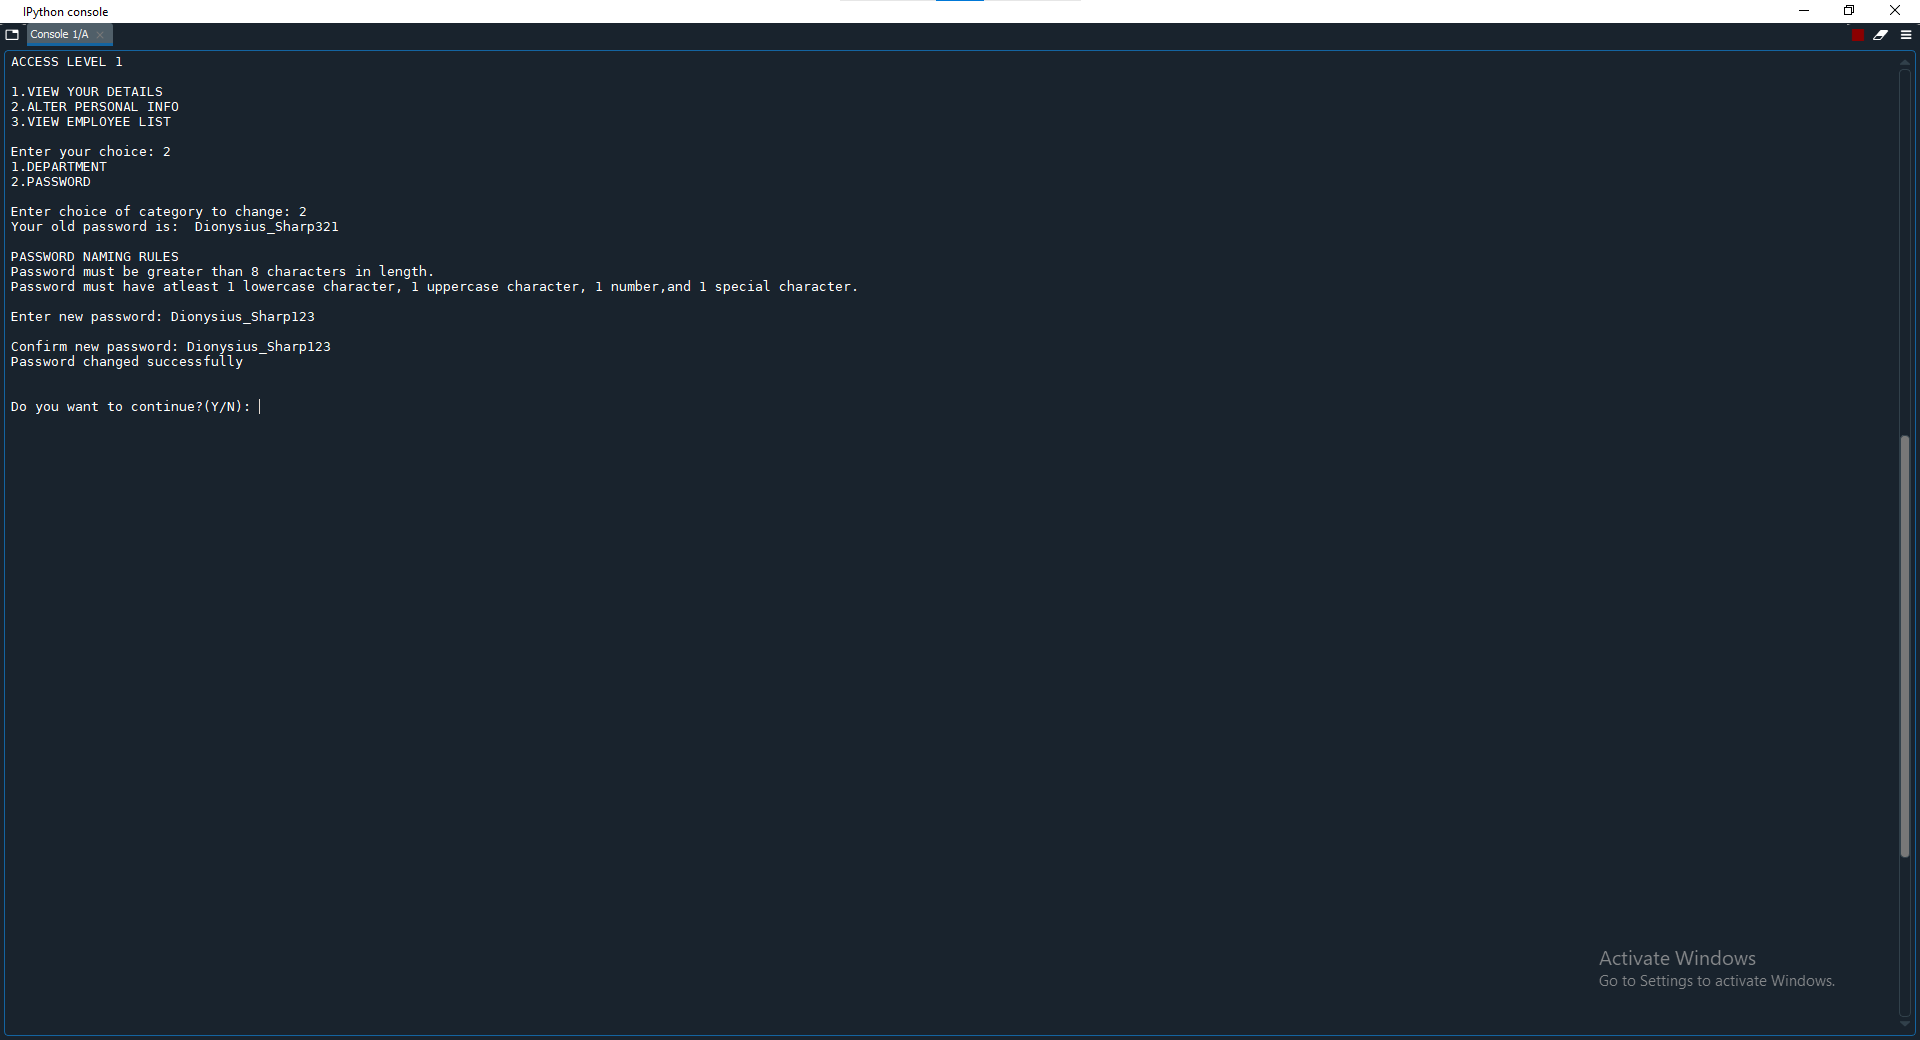 IPython console
Console 1/A
ACCESS LEVEL 1
1.VIEW YOUR DETAILS
2.ALTER PERSONAL INFO
3.VIEW EMPLOYEE LIST
Enter your choice: 2
1.DEPARTMENT
2.PASSWORD
Enter choice of category to change: 2
Your old password is:  Dionysius_Sharp321
PASSWORD NAMING RULES
Password must be greater than 8 characters in length.
Password must have atleast 1 lowercase character, 1 uppercase character, 1 number,and 1 special character.
Enter new password: Dionysius_Sharp123
Confirm new password: Dionysius_Sharp123
Password changed successfully
Do you want to continue?(Y/N):
Activate Windows
Go to Settings to activate Windows.